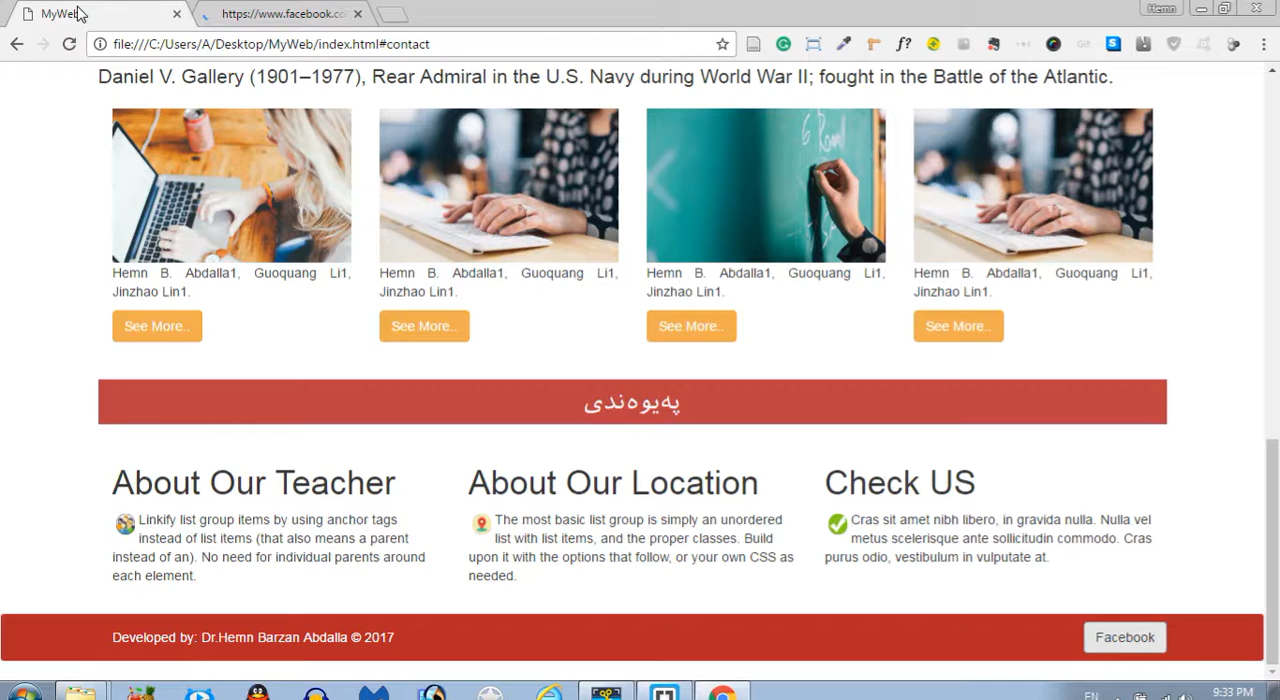 MyWeb
https://www.facebook.co
Hemn
file:///C:/Users/A/Desktop/MyWeb/index.html#contact
Daniel V. Gallery (1901–1977), Rear Admiral in the U.S. Navy during World War II; fought in the Battle of the Atlantic.
Hemn B. Abdalla1, Guoquang Li1,
Jinzhao Lin1.
See More..
Hemn B. Abdalla1, Guoquang Li1,
Jinzhao Lin1.
See More..
Hemn B. Abdalla1, Guoquang Li1,
Jinzhao Lin1.
See More..
Hemn B. Abdalla1, Guoquang Li1,
Jinzhao Lin1.
See More..
پەیوەندی
About Our Teacher
Linkify list group items by using anchor tags
instead of list items (that also means a parent
instead of an). No need for individual parents around
each element.
About Our Location
The most basic list group is simply an unordered
list with list items, and the proper classes. Build
upon it with the options that follow, or your own CSS as
needed.
Check US
Cras sit amet nibh libero, in gravida nulla. Nulla vel
metus scelerisque ante sollicitudin commodo. Cras
purus odio, vestibulum in vulputate at.
Developed by: Dr.Hemn Barzan Abdalla © 2017
Facebook
EN
9:33 PM